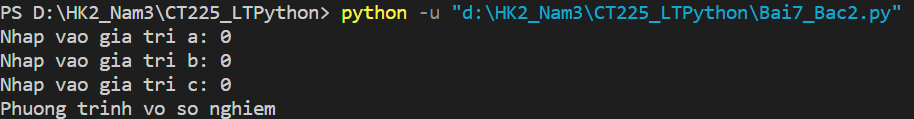 PS D:\HK2_Nam3\CT225_LTPython> python -u "d:\HK2_Nam3\CT225_LTPython\Bai7_Bac2.py"
Nhap vao gia tri a: 0
Nhap vao gia tri b: 0
Nhap vao gia tri c: 0
Phuong trinh vo so nghiem